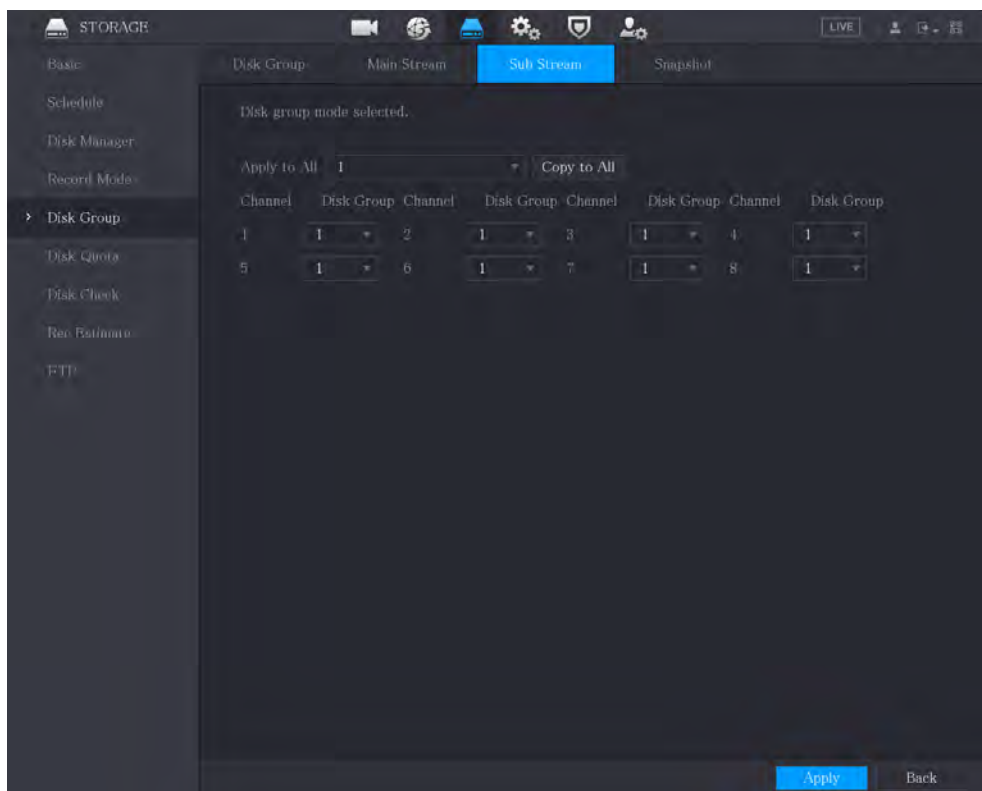 STORAGE
LIVE
Basic
Schedule
Disk Manager
Record Mode
Disk Group
Disk Quota
Disk Check
Rec Estimate
FTP
Disk Group Main Stream Sub Stream Snapshot
Disk group mode selected.
Apply to All 1 Copy to All
Channel Disk Group Channel Disk Group Channel Disk Group Channel Disk Group
1 1 2 1 3 1 4 1
5 1 6 1 7 1 8 1
Apply Back